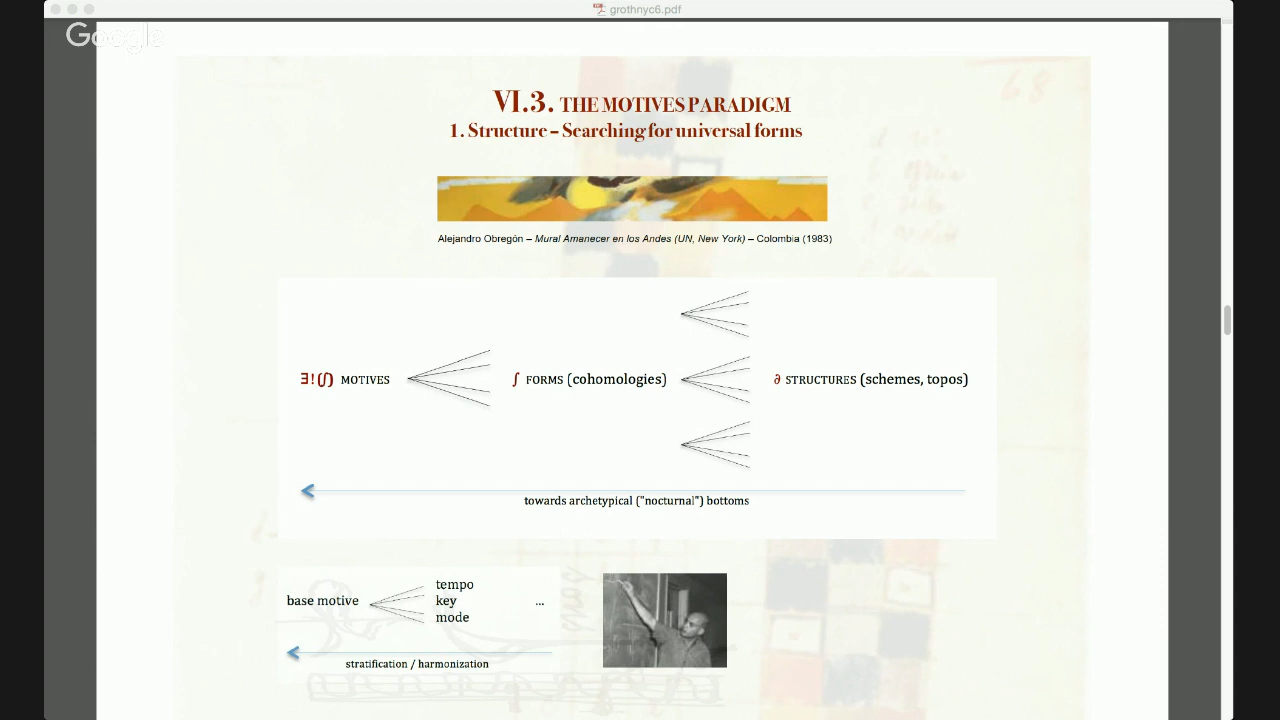 grothnyc6.pdf
Google
VI.3. THE MOTIVES PARADIGM
1. Structure – Searching for universal forms
Alejandro Obregón – Mural Amanecer en los Andes (UN, New York) – Colombia (1983)
∃!(∫) MOTIVES
∫ FORMS (cohomologies)
∂ STRUCTURES (schemes, topos)
towards archetypical ("nocturnal") bottoms
tempo
base motive key ...
mode
stratification / harmonization
68